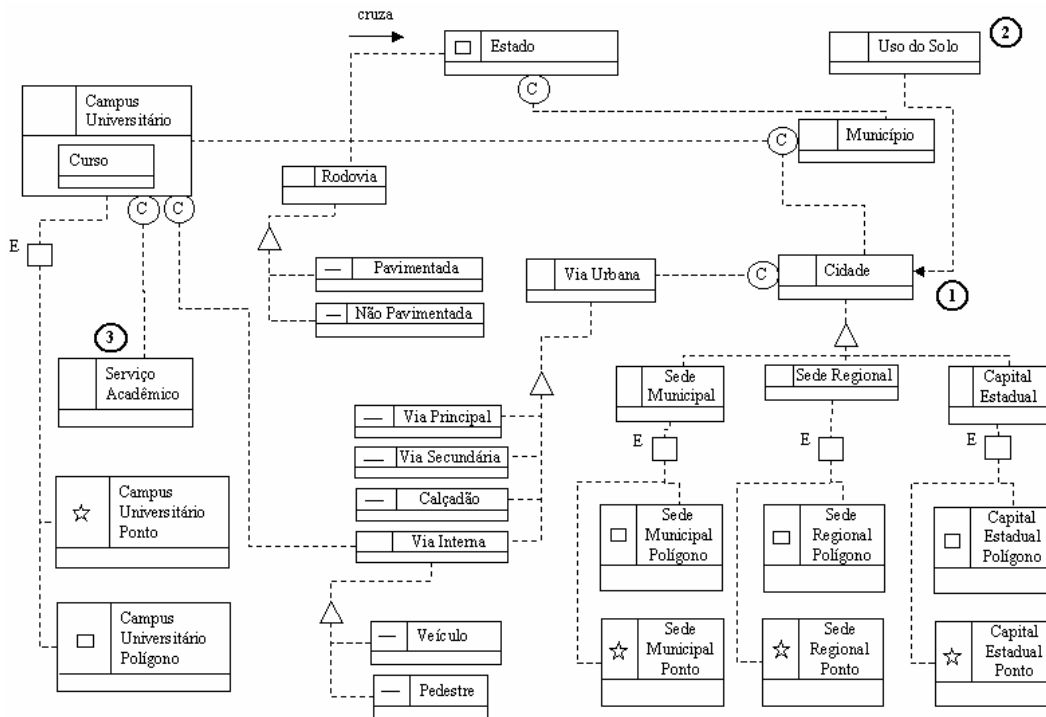 cruza
Estado
2
Uso do Solo
C
Campus
Universitário
Curso
C
Município
Rodovia
C
C
E
Pavimentada
Não Pavimentada
Via Urbana
C
Cidade
1
3
Serviço
Acadêmico
Sede
Municipal
Sede Regional
Capital
Estadual
E
E
E
Via Principal
Via Secundária
Calçadão
Via Interna
Campus
Universitário
Ponto
Sede
Municipal
Polígono
Sede
Regional
Polígono
Capital
Estadual
Polígono
Campus
Universitário
Polígono
Veículo
Pedestre
Sede
Municipal
Ponto
Sede
Regional
Ponto
Capital
Estadual
Ponto